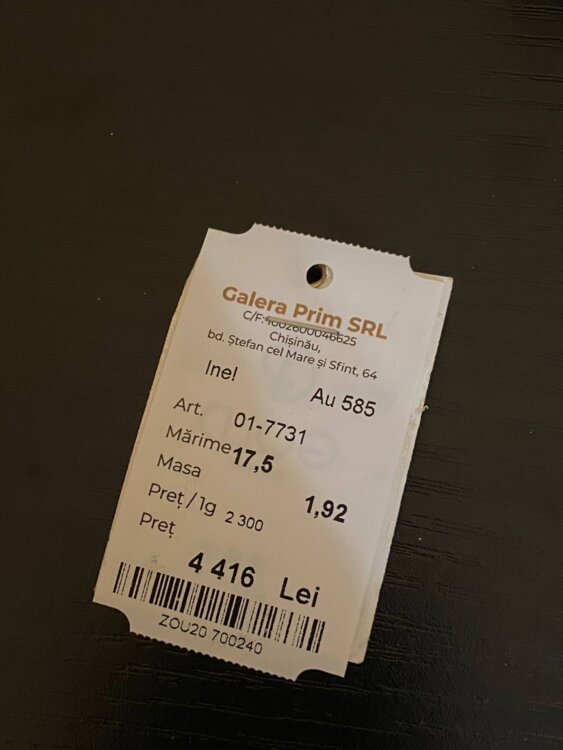 Galera Prim SRL
C/F: 1002600046625
Chișinău,
bd. Ștefan cel Mare și Sfint, 64
Inel Au 585
Art. 01-7731
Mărime 17,5
Masa 1,92
Preț / 1g 2 300
Preț 4 416 Lei
ZOU20 700240